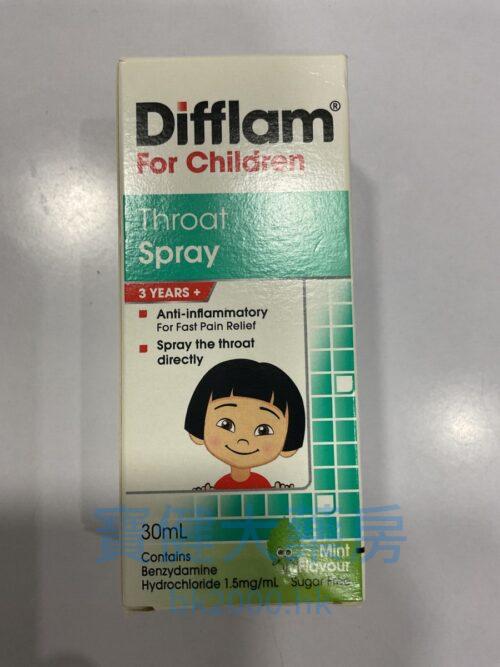 Difflam®
For Children
Throat
Spray
3 YEARS +
Anti-inflammatory
For Fast Pain Relief
Spray the throat
directly
30mL
Contains
Benzydamine
Hydrochloride 1.5mg/mL
Mint
Flavour
Sugar Free
寶健大藥房
hk2000.hk